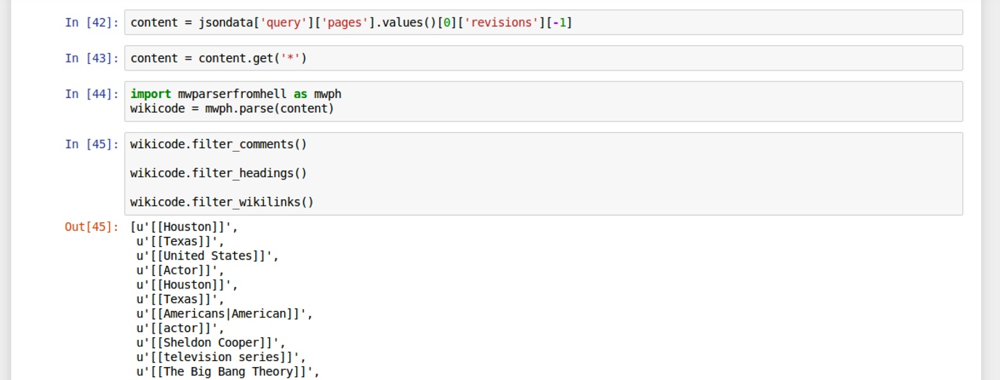 In [42]: content = jsondata['query']['pages'].values()[0]['revisions'][-1]
In [43]: content = content.get('*')
In [44]: import mwparserfromhell as mwph
wikicode = mwph.parse(content)
In [45]: wikicode.filter_comments()
wikicode.filter_headings()
wikicode.filter_wikilinks()
Out[45]: [u'[[Houston]]',
u'[[Texas]]',
u'[[United States]]',
u'[[Actor]]',
u'[[Houston]]',
u'[[Texas]]',
u'[[Americans|American]]',
u'[[actor]]',
u'[[Sheldon Cooper]]',
u'[[television series]]',
u'[[The Big Bang Theory]]',